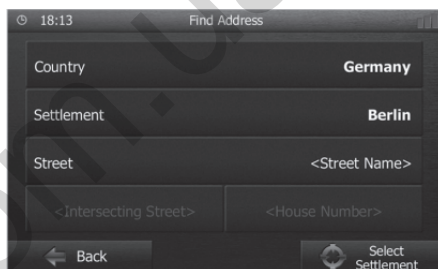 18:13 Find Address
Country Germany
Settlement Berlin
Street <Street Name>
<Intersecting Street> <House Number>
Back Select
Settlement